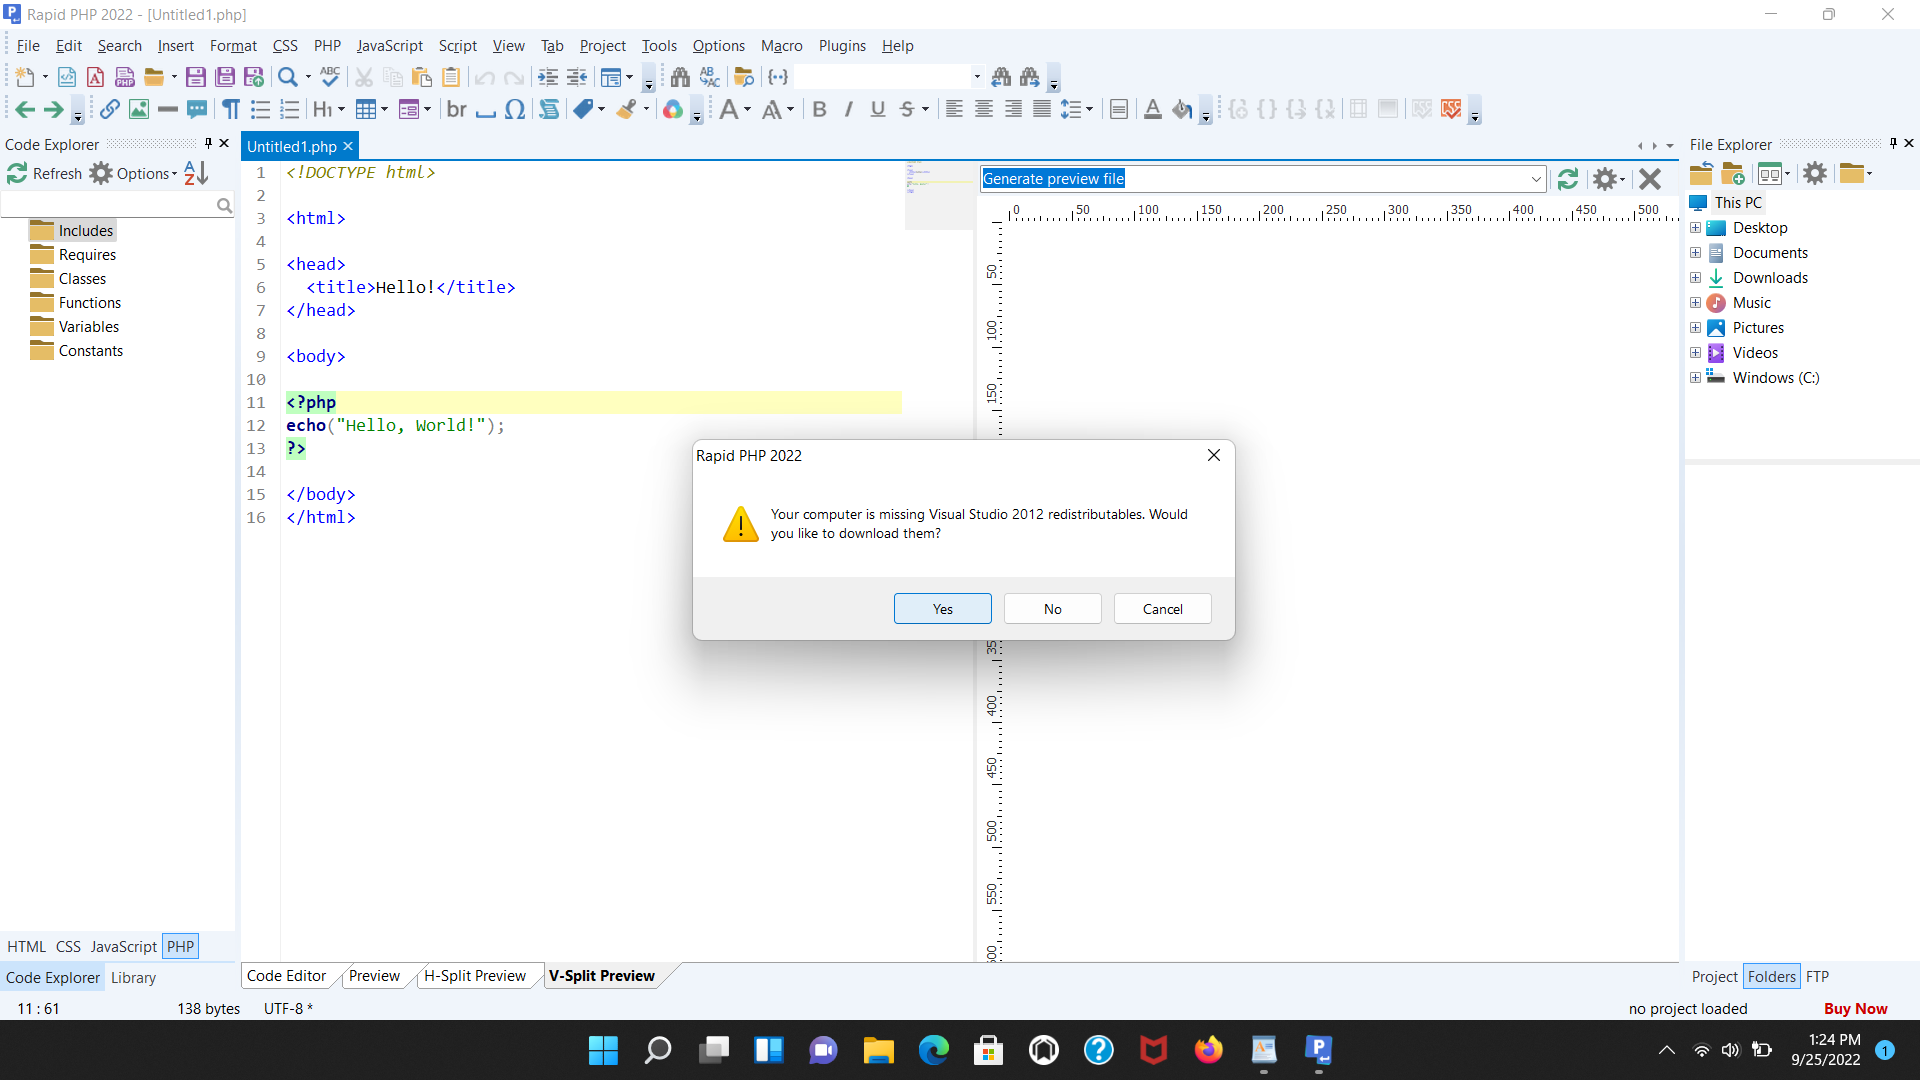 Rapid PHP 2022 - [Untitled1.php]
File Edit Search Insert Format CSS PHP JavaScript Script View Tab Project Tools Options Macro Plugins Help
Code Explorer
Refresh Options
Includes
Requires
Classes
Functions
Variables
Constants
HTML CSS JavaScript PHP
Code Explorer Library
Untitled1.php
1 <!DOCTYPE html>
2
3 <html>
4
5 <head>
6 <title>Hello!</title>
7 </head>
8
9 <body>
10
11 <?php
12 echo("Hello, World!");
13 ?>
14
15 </body>
16 </html>
Generate preview file
0 50 100 150 200 250 300 350 400 450 500
50
100
150
400
450
500
550
Rapid PHP 2022
Your computer is missing Visual Studio 2012 redistributables. Would
you like to download them?
Yes No Cancel
Code Editor Preview H-Split Preview V-Split Preview
File Explorer
This PC
Desktop
Documents
Downloads
Music
Pictures
Videos
Windows (C:)
Project Folders FTP
11 : 61 138 bytes UTF-8 * no project loaded Buy Now
1:24 PM
9/25/2022
1